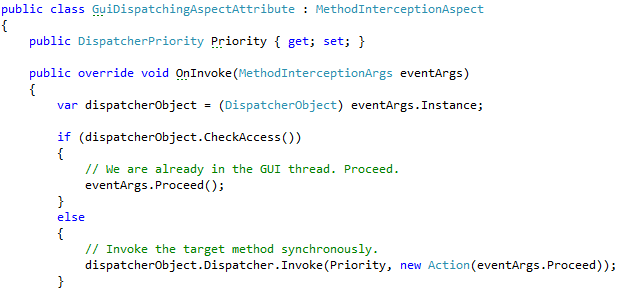 public class GuiDispatchingAspectAttribute : MethodInterceptionAspect
{
    public DispatcherPriority Priority { get; set; }

    public override void OnInvoke(MethodInterceptionArgs eventArgs)
    {
        var dispatcherObject = (DispatcherObject) eventArgs.Instance;

        if (dispatcherObject.CheckAccess())
        {
            // We are already in the GUI thread. Proceed.
            eventArgs.Proceed();
        }
        else
        {
            // Invoke the target method synchronously.
            dispatcherObject.Dispatcher.Invoke(Priority, new Action(eventArgs.Proceed));
        }